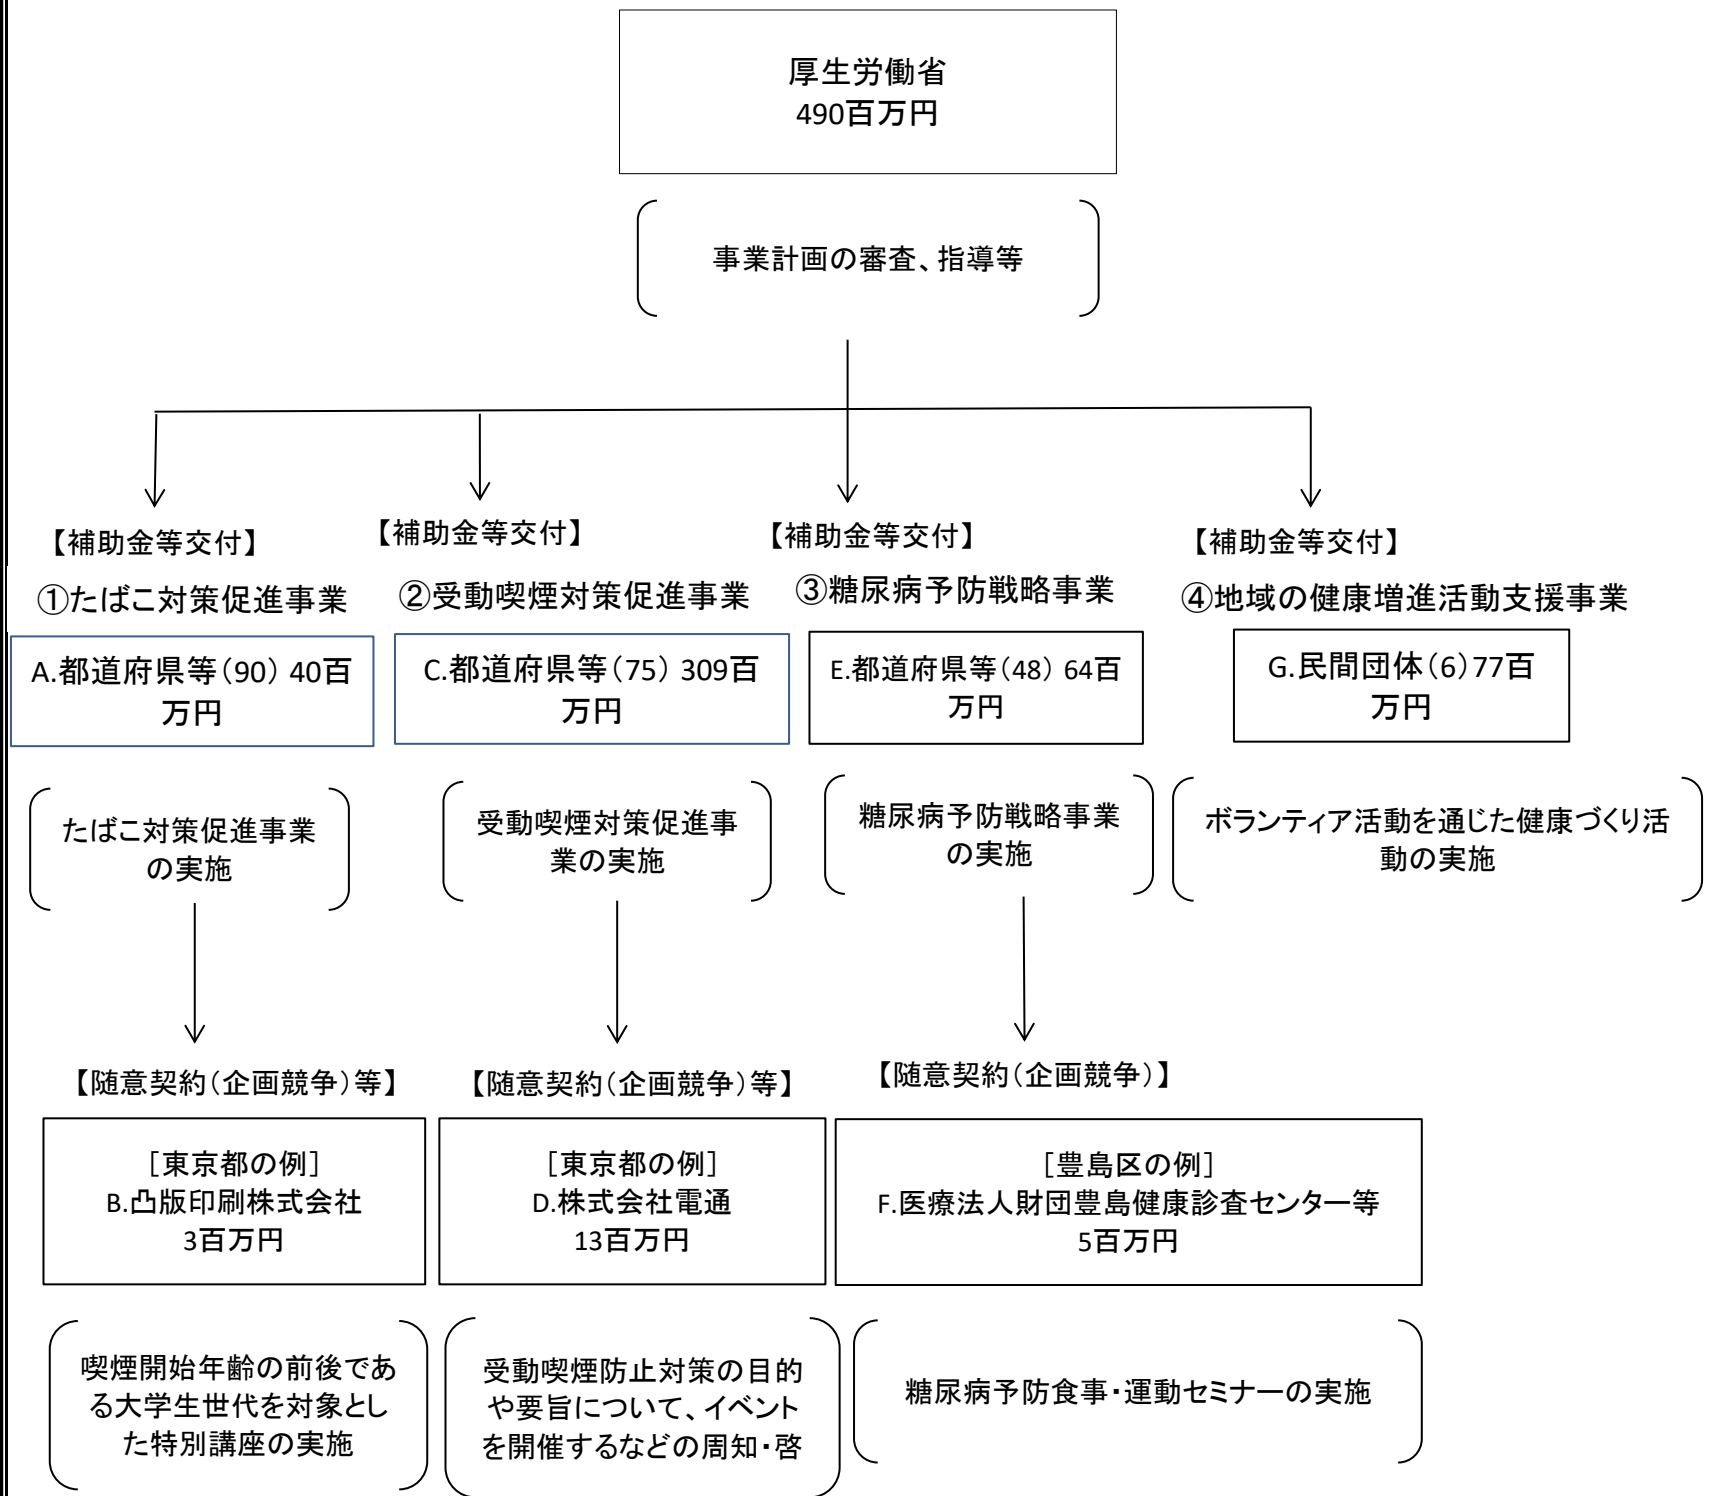 厚生労働省
490百万円
事業計画の審査、指導等
【補助金等交付】
①たばこ対策促進事業
A.都道府県等（90） 40百
万円
たばこ対策促進事業
の実施
【随意契約（企画競争）等】
［東京都の例］
B.凸版印刷株式会社
3百万円
喫煙開始年齢の前後であ
る大学生世代を対象とし
た特別講座の実施
【補助金等交付】
②受動喫煙対策促進事業
C.都道府県等（75） 309百
万円
受動喫煙対策促進事
業の実施
【随意契約（企画競争）等】
［東京都の例］
D.株式会社電通
13百万円
受動喫煙防止対策の目的
や要旨について、イベント
を開催するなどの周知・啓
【補助金等交付】
③糖尿病予防戦略事業
E.都道府県等（48） 64百
万円
糖尿病予防戦略事業
の実施
【随意契約（企画競争）】
［豊島区の例］
F.医療法人財団豊島健康診査センター等
5百万円
糖尿病予防食事・運動セミナーの実施
【補助金等交付】
④地域の健康増進活動支援事業
G.民間団体（6）77百
万円
ボランティア活動を通じた健康づくり活
動の実施